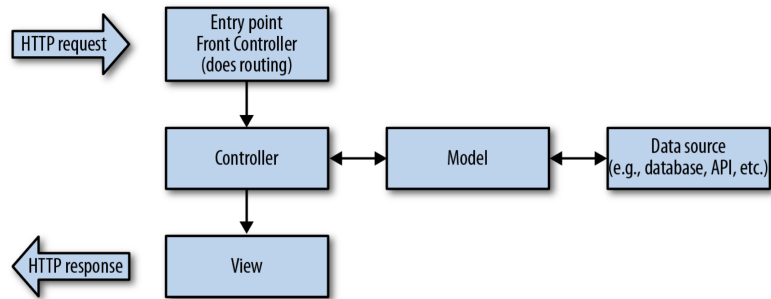 HTTP request
Entry point
Front Controller
(does routing)
Controller
Model
Data source
(e.g., database, API, etc.)
HTTP response
View